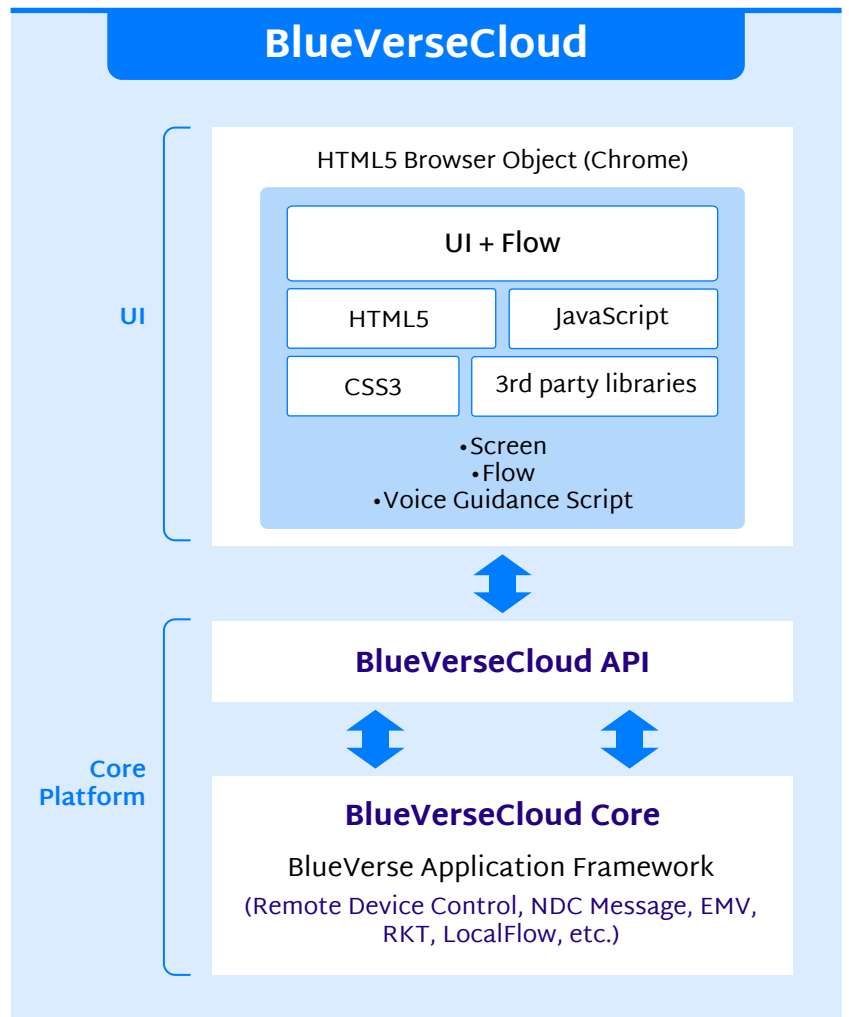 BlueVerseCloud
HTML5 Browser Object (Chrome)
UI + Flow
UI
HTML5
JavaScript
CSS3
3rd party libraries
•Screen
•Flow
•Voice Guidance Script
BlueVerseCloud API
Core
Platform
BlueVerseCloud Core
BlueVerse Application Framework
(Remote Device Control, NDC Message, EMV,
RKT, LocalFlow, etc.)